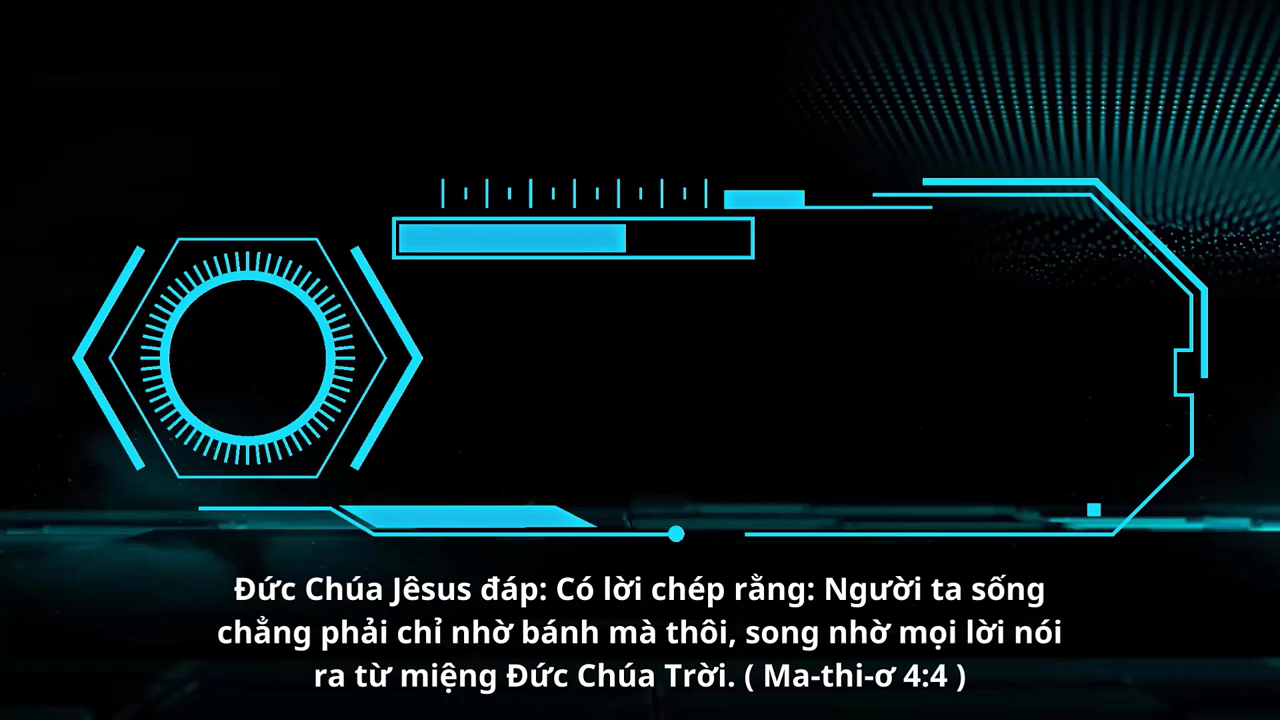 Đức Chúa Jêsus đáp: Có lời chép rằng: Người ta sống
chẳng phải chỉ nhờ bánh mà thôi, song nhờ mọi lời nói
ra từ miệng Đức Chúa Trời. ( Ma-thi-ơ 4:4 )